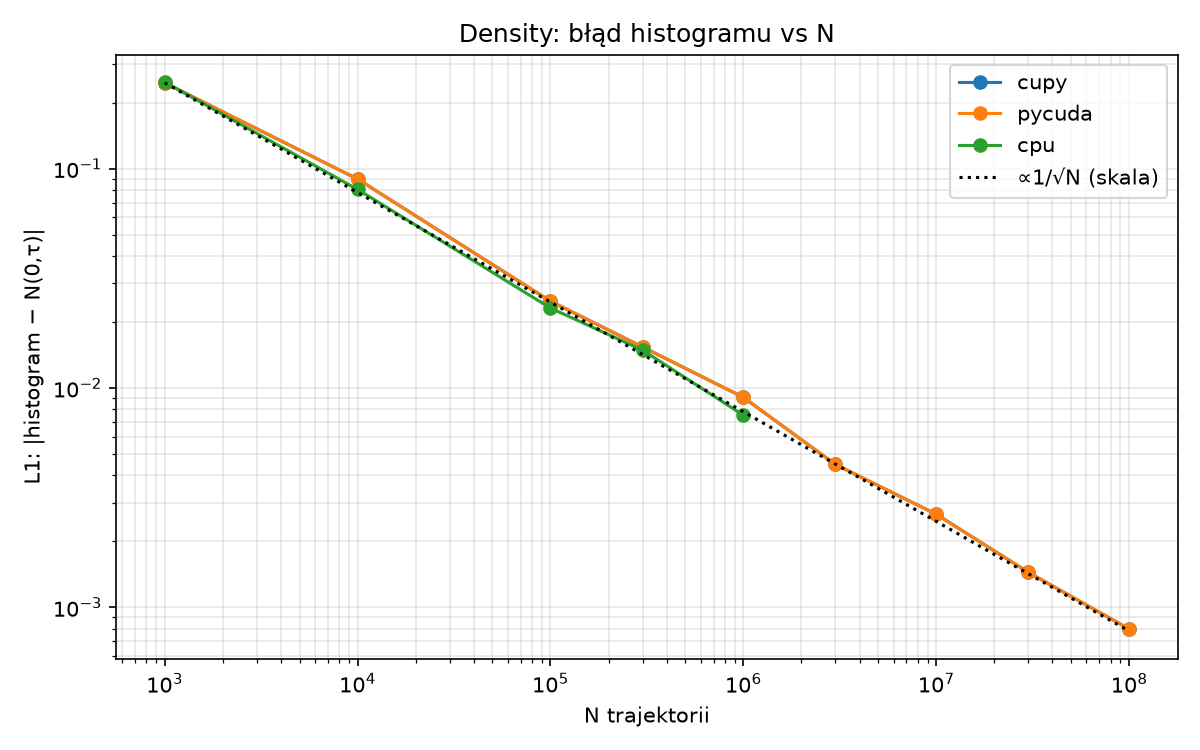 Density: błąd histogramu vs N
cupy
pycuda
cpu
∝1/√N (skala)
L1: |histogram − N(0,τ)|
10⁻¹
10⁻²
10⁻³
10³ 10⁴ 10⁵ 10⁶ 10⁷ 10⁸
N trajektorii